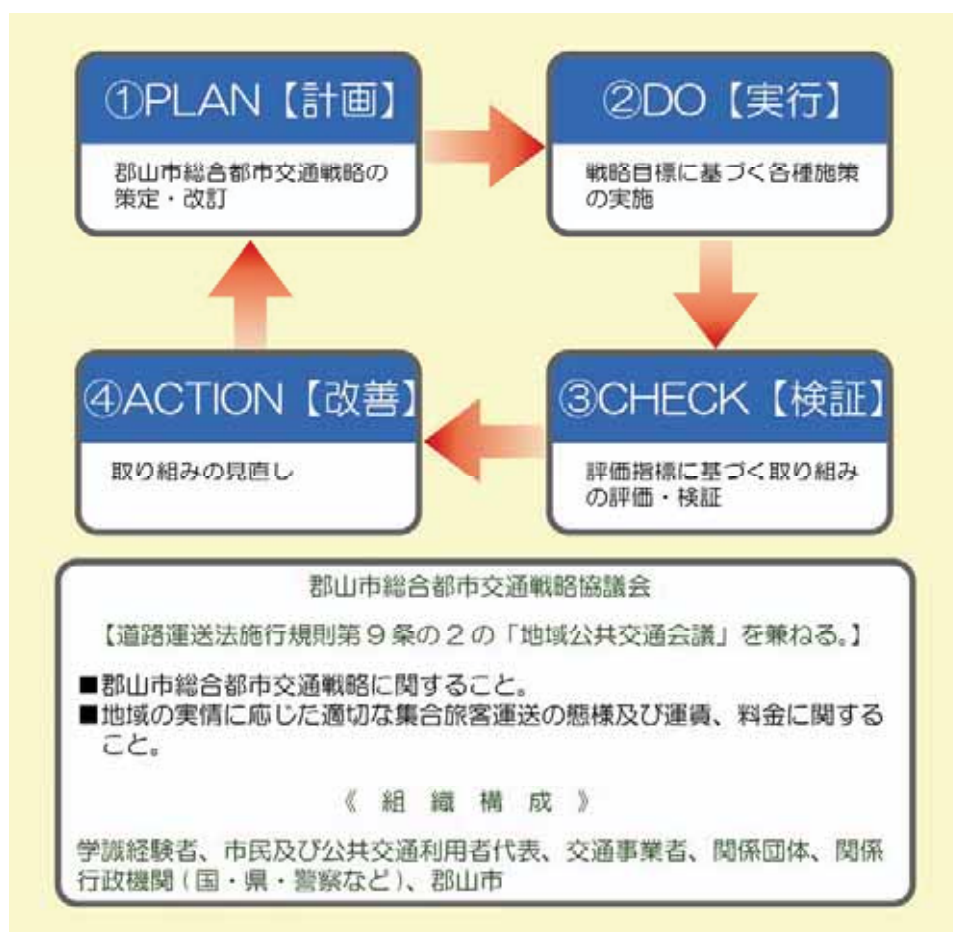 ①PLAN【計画】
郡山市総合都市交通戦略の
策定・改訂
②DO【実行】
戦略目標に基づく各種施策
の実施
③CHECK【検証】
評価指標に基づく取り組み
の評価・検証
④ACTION【改善】
取り組みの見直し
郡山市総合都市交通戦略協議会
【道路運送法施行規則第９条の２の「地域公共交通会議」を兼ねる。】
■郡山市総合都市交通戦略に関すること。
■地域の実情に応じた適切な集合旅客運送の態様及び運賃、料金に関する
こと。
《 組 織 構 成 》
学識経験者、市民及び公共交通利用者代表、交通事業者、関係団体、関係
行政機関(国・県・警察など)、郡山市